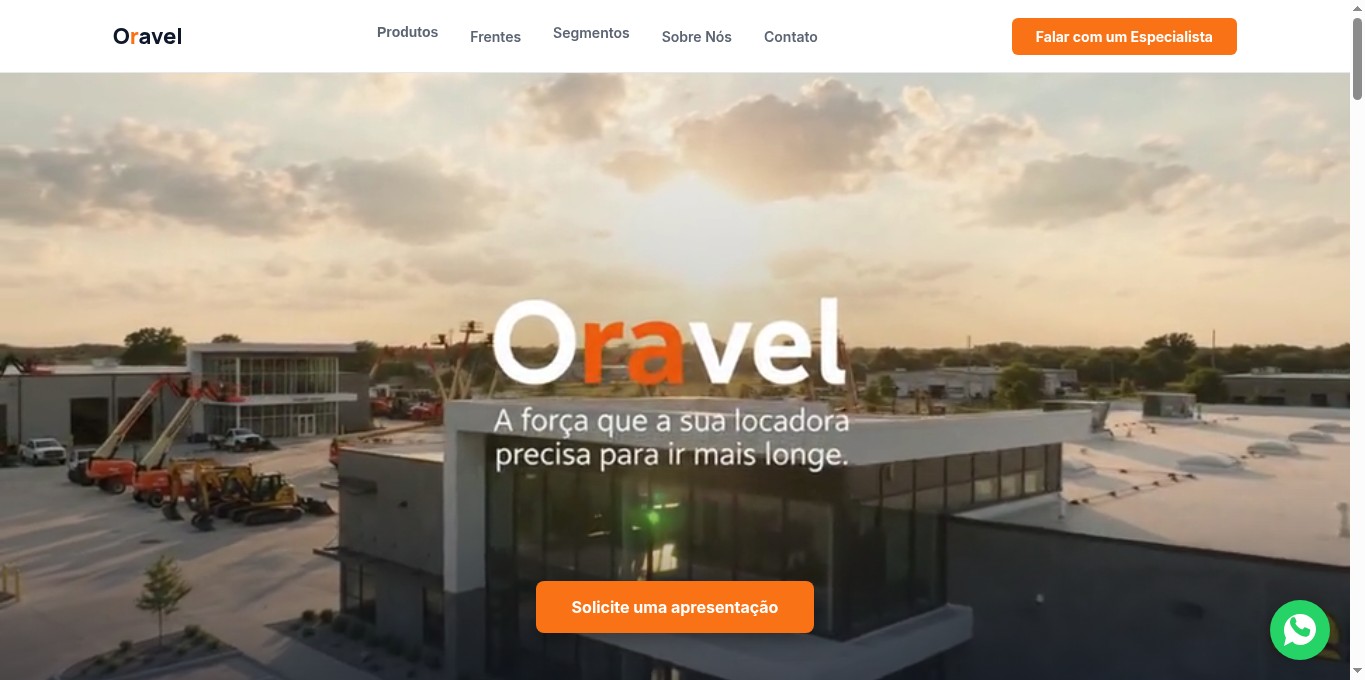 Oravel
Produtos
Frentes
Segmentos
Sobre Nós
Contato
Falar com um Especialista
Oravel
A força que a sua locadora
precisa para ir mais longe.
Solicite uma apresentação